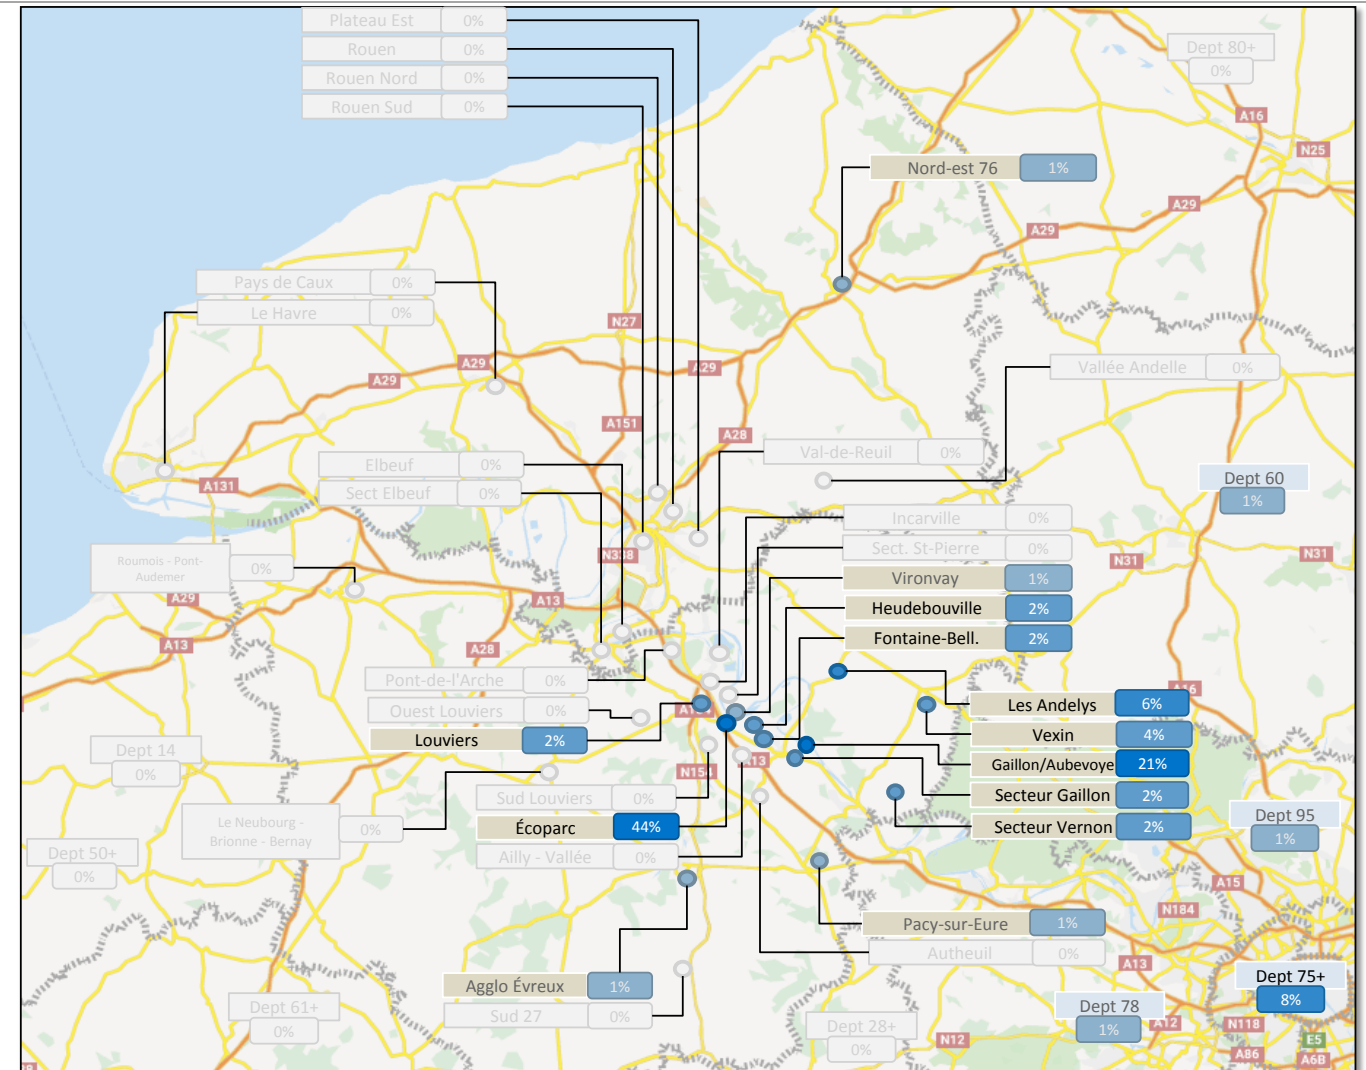 Plateau Est 0%
Rouen 0%
Rouen Nord 0%
Rouen Sud 0%
Dept 80+
0%
A16
N25
Nord-est 76 1%
A29
A29
Pays de Caux 0%
Le Havre 0%
N27
A29
A29
A29
Vallée Andelle 0%
A151
A28
Val-de-Reuil 0%
Elbeuf 0%
Sect Elbeuf 0%
A131
Dept 60
1%
Incarville 0%
Sect. St-Pierre 0%
N338
N31
N31
Roumois - Pont-
Audemer
0%
Vironvay 1%
A29
A13
Heudebouville 2%
Fontaine-Bell. 2%
A13
A28
Pont-de-l'Arche 0%
A16
Les Andelys 6%
Ouest Louviers 0%
Vexin 4%
Louviers 2%
Dept 14
0%
Gaillon/Aubevoye 21%
N154
A13
Sud Louviers 0%
Secteur Gaillon 2%
Le Neubourg -
Brionne - Bernay
0%
Écoparc 44%
Secteur Vernon 2%
Dept 95
1%
Dept 50+
0%
Ailly - Vallée 0%
A15
N184
Pacy-sur-Eure 1%
Autheuil 0%
A13
Agglo Évreux 1%
Dept 75+
8%
Dept 61+
0%
Sud 27 0%
Dept 78
1%
Dept 28+
0%
A12
N118
N12
E5
A86
A6B